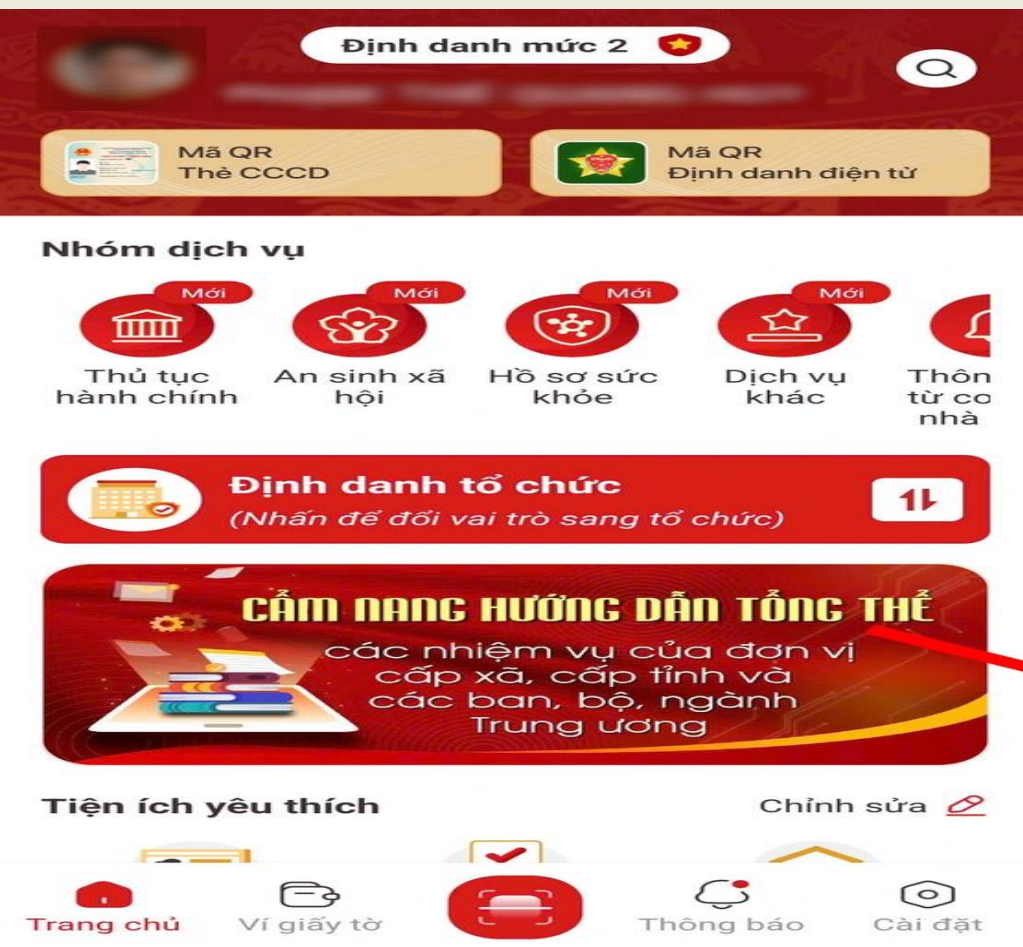 Định danh mức 2
Mã QR
Thẻ CCCD
Mã QR
Định danh điện tử
Nhóm dịch vụ
Mới
Mới
Mới
Mới
Thủ tục
hành chính
An sinh xã
hội
Hồ sơ sức
khỏe
Dịch vụ
khác
Thôn
từ cơ
nhà
Định danh tổ chức
(Nhấn để đổi vai trò sang tổ chức)
CẨM NANG HƯỚNG DẪN TỔNG THỂ
các nhiệm vụ của đơn vị
cấp xã, cấp tỉnh và
các ban, bộ, ngành
Trung ương
Tiện ích yêu thích
Chỉnh sửa
Trang chủ
Ví giấy tờ
Thông báo
Cài đặt